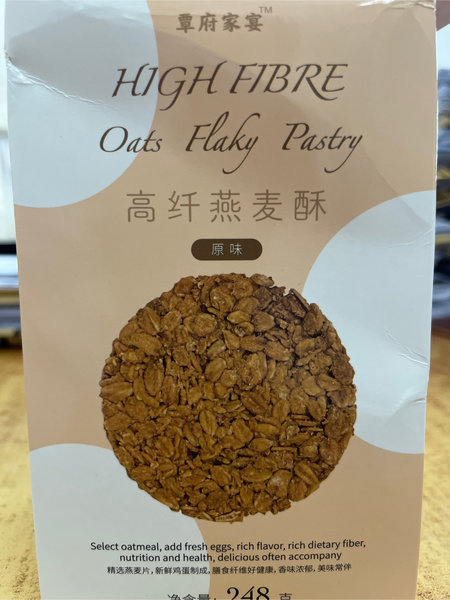 覃府家宴™
HIGH FIBRE
Oats Flaky Pastry
高纤燕麦酥
原味
Select oatmeal, add fresh eggs, rich flavor, rich dietary fiber,
nutrition and health, delicious often accompany
精选燕麦片，新鲜鸡蛋制成，膳食纤维好健康，香味浓郁，美味常伴
净含量：248 克